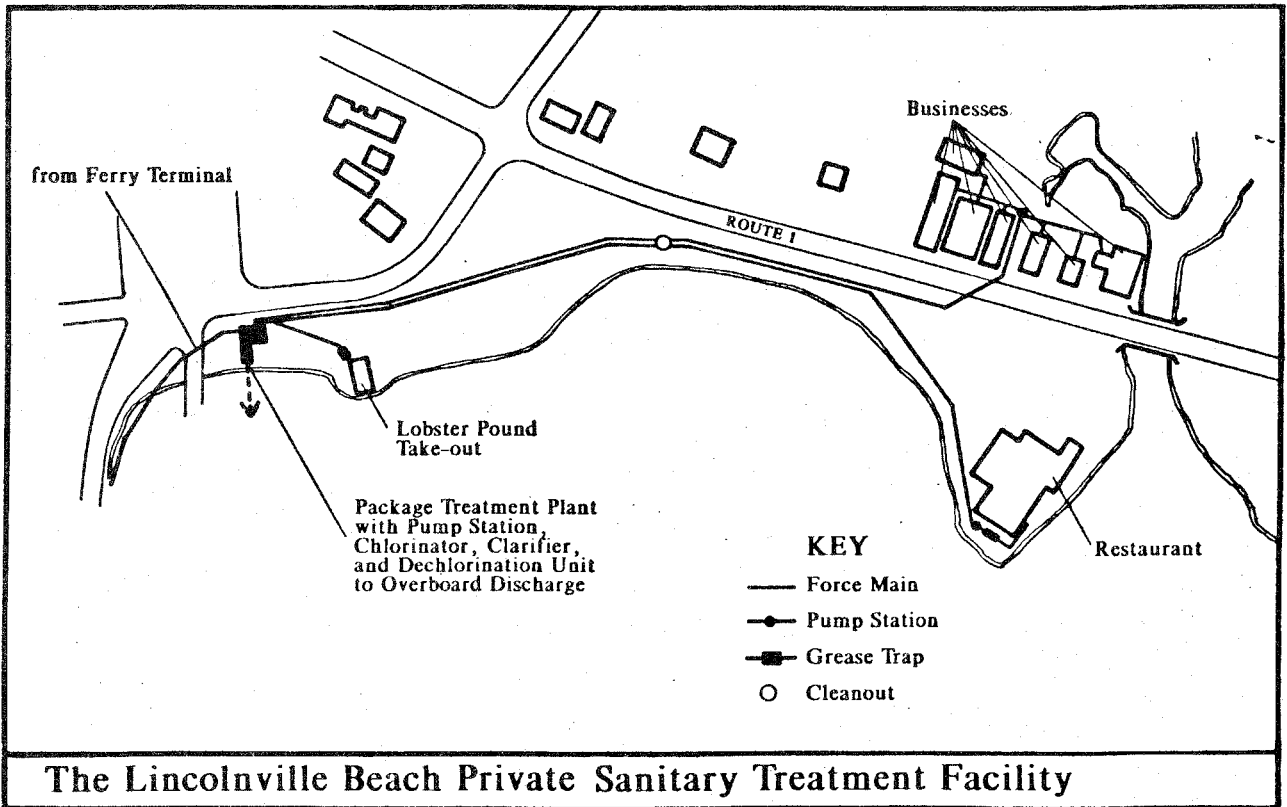 Businesses
from Ferry Terminal
ROUTE 1
Lobster Pound
Take-out
Package Treatment Plant
with Pump Station,
Chlorinator, Clarifier,
and Dechlorination Unit
to Overboard Discharge
Restaurant
KEY
Force Main
Pump Station
Grease Trap
Cleanout
The Lincolnville Beach Private Sanitary Treatment Facility